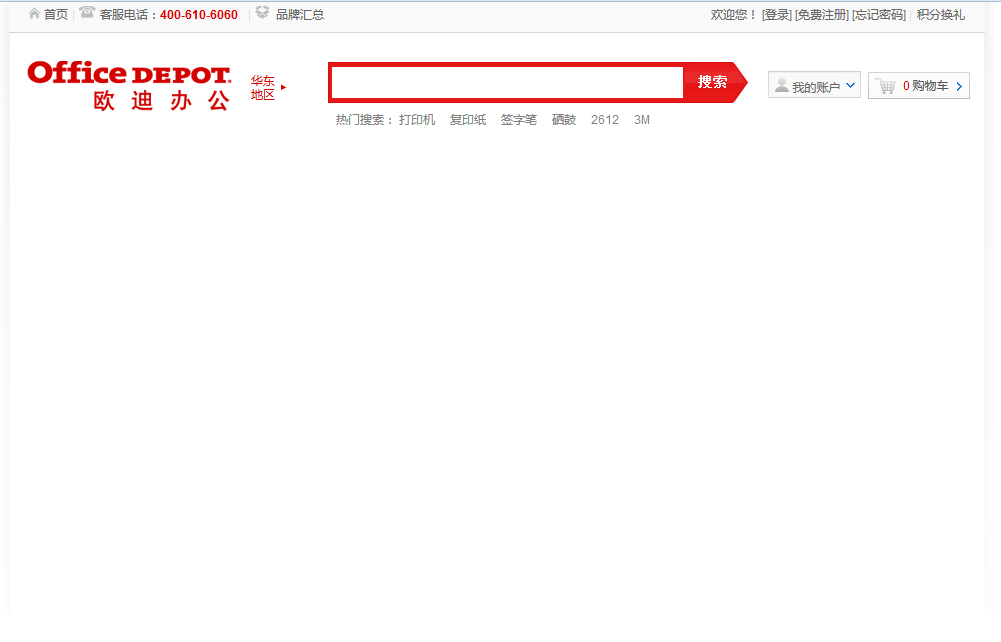 首页 客服电话：400-610-6060 品牌汇总 欢迎您！ [登录] [免费注册] [忘记密码] 积分换礼
Office DEPOT.
欧迪办公
华东
地区
搜索
我的账户
0 购物车
热门搜索： 打印机 复印纸 签字笔 硒鼓 2612 3M